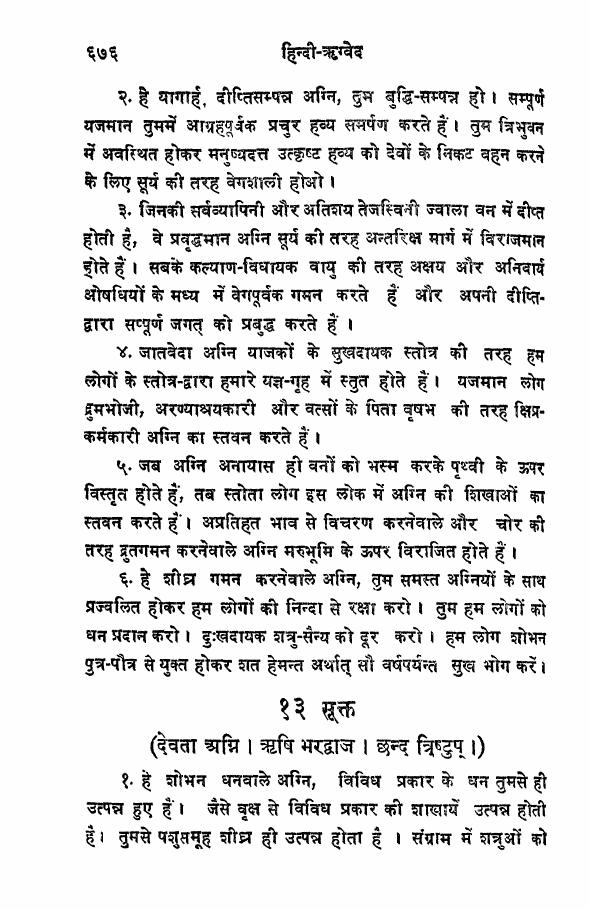 ६७६ हिन्दी-ऋग्वेद
२. हे यागार्ह, दीप्तिसम्पन्न अग्नि, तुम बुद्धि-सम्पन्न हो। सम्पूर्ण
यजमान तुममें आग्रहपूर्वक प्रचुर हव्य समर्पण करते हैं। तुम त्रिभुवन
में अवस्थित होकर मनुष्यदत्त उत्कृष्ट हव्य को देवों के निकट वहन करने
के लिए सूर्य की तरह वेगशाली होओ।
३. जिनकी सर्वव्यापिनी और अतिशय तेजस्विनी ज्वाला वन में दीप्त
होती है, वे प्रवृद्धमान अग्नि सूर्य की तरह अन्तरिक्ष मार्ग में विराजमान
होते हैं। सबके कल्याण-विधायक वायु की तरह अक्षय और अनिवार्य
ओषधियों के मध्य में वेगपूर्वक गमन करते हैं और अपनी दीप्ति-
द्वारा सम्पूर्ण जगत् को प्रबुद्ध करते हैं।
४. जातवेदा अग्नि याजकों के सुखदायक स्तोत्र की तरह हम
लोगों के स्तोत्र-द्वारा हमारे यज्ञ-गृह में स्तुत होते हैं। यजमान लोग
द्रुमभोजी, अरण्याश्रयकारी और वत्सों के पिता वृषभ की तरह क्षिप्र-
कर्मकारी अग्नि का स्तवन करते हैं।
५. जब अग्नि अनायास ही वनों को भस्म करके पृथ्वी के ऊपर
विस्तृत होते हैं, तब स्तोता लोग इस लोक में अग्नि की शिखाओं का
स्तवन करते हैं। अप्रतिहत भाव से विचरण करनेवाले और चोर की
तरह द्रुतगमन करनेवाले अग्नि मरुभूमि के ऊपर विराजित होते हैं।
६. हे शीघ्र गमन करनेवाले अग्नि, तुम समस्त अग्नियों के साथ
प्रज्वलित होकर हम लोगों की निन्दा से रक्षा करो। तुम हम लोगों को
धन प्रदान करो। दुःखदायक शत्रु-सैन्य को दूर करो। हम लोग शोभन
पुत्र-पौत्र से युक्त होकर शत हेमन्त अर्थात् सौ वर्षपर्यन्त सुख भोग करें।
१३ सूक्त
(देवता अग्नि। ऋषि भरद्वाज। छन्द त्रिष्टुप्।)
१. हे शोभन धनवाले अग्नि, विविध प्रकार के धन तुमसे ही
उत्पन्न हुए हैं। जैसे वृक्ष से विविध प्रकार की शाखायें उत्पन्न होती
हैं। तुमसे पशुसमूह शीघ्र ही उत्पन्न होता है । संग्राम में शत्रुओं को